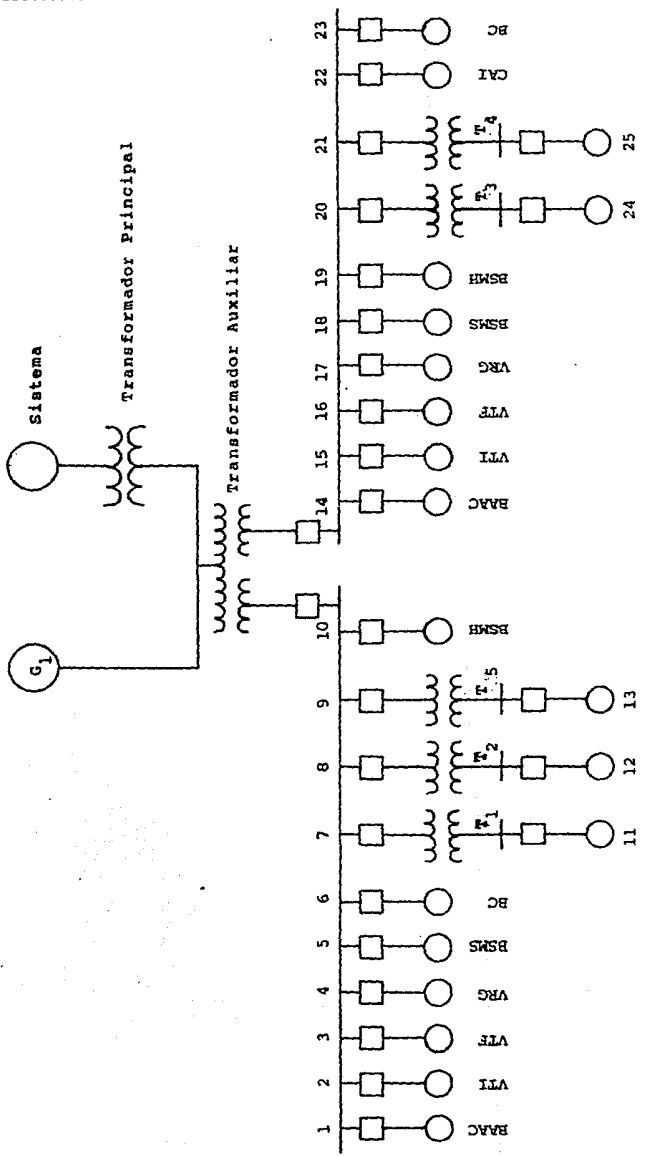 Sistema
Transformador Principal
G1
Transformador Auxiliar
1
2
3
4
5
6
7
8
9
10
14
15
16
17
18
19
20
21
22
23
BAAC
VTI
VTF
VRG
BSMS
BC
T1
T2
T5
BSMH
BAAC
VTI
VTF
VRG
BSMS
BSMH
T3
T4
CAI
BC
11
12
13
24
25